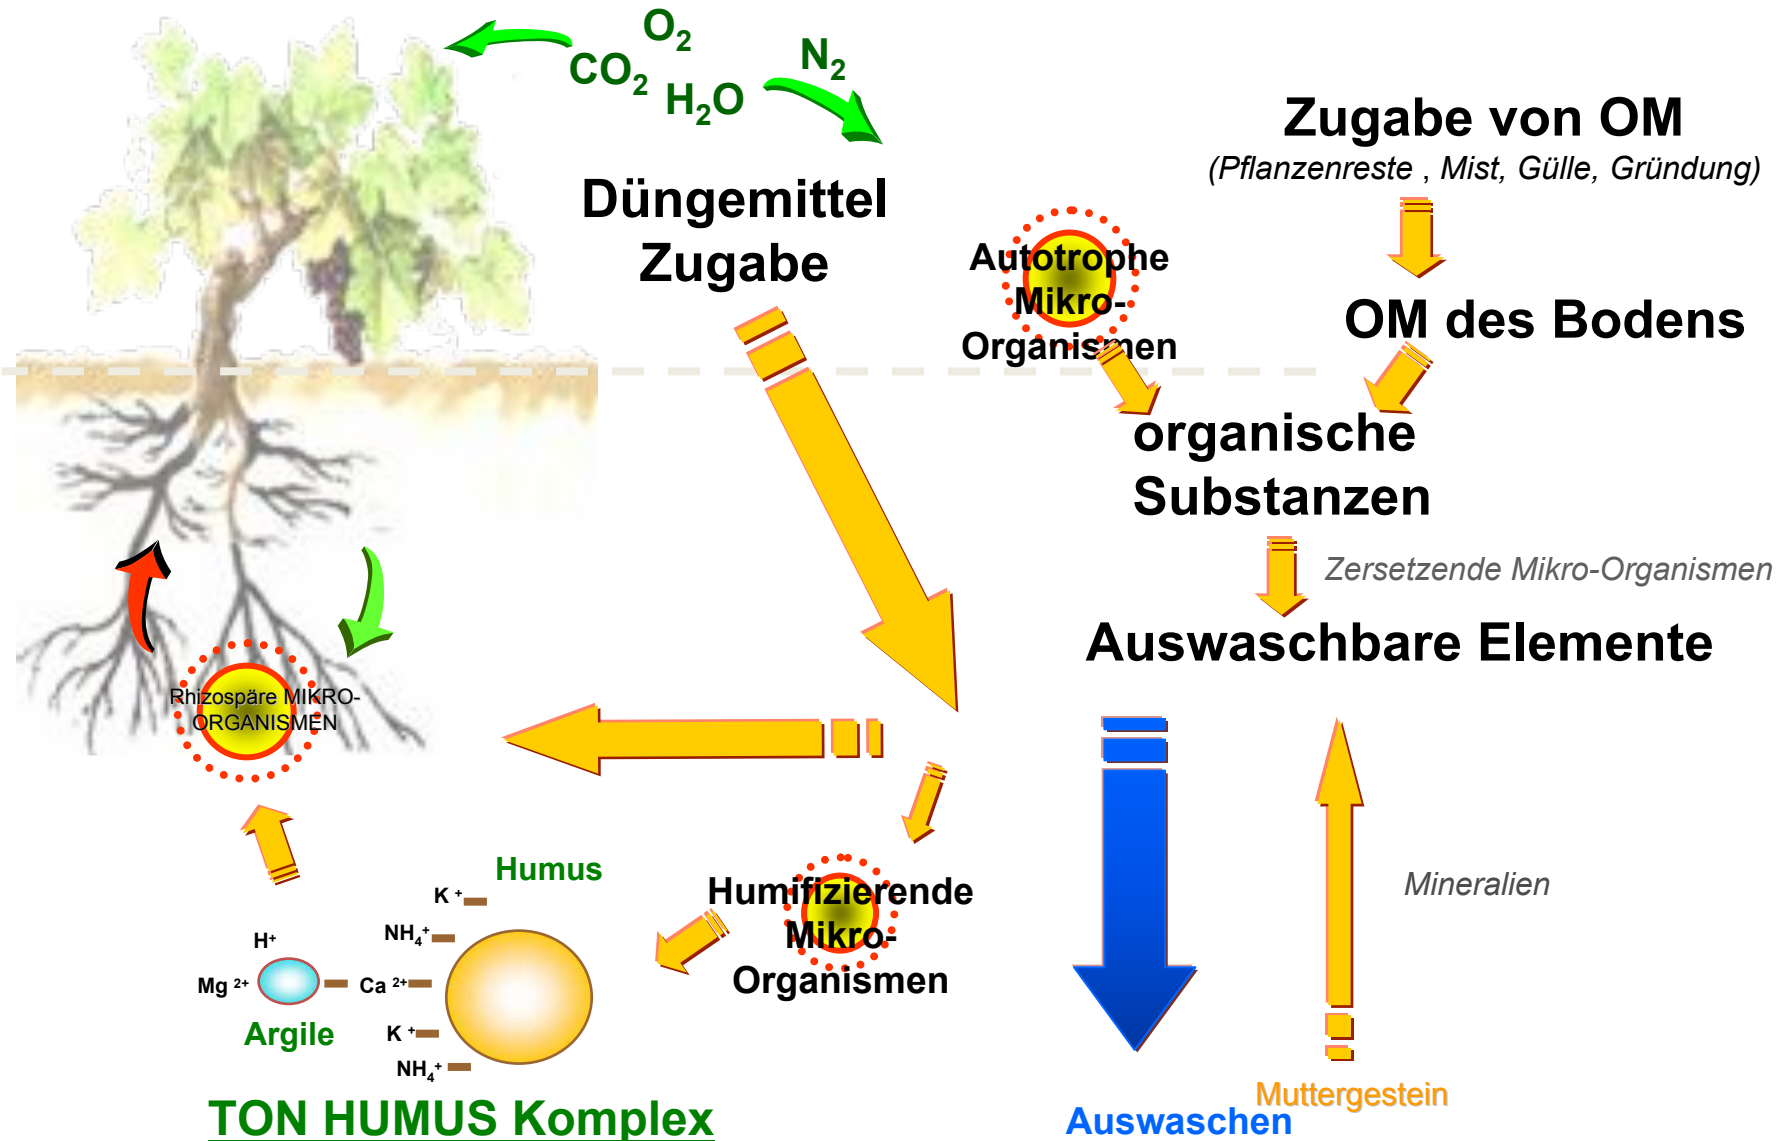 O2
CO2
H2O
N2
Zugabe von OM
(Pflanzenreste , Mist, Gülle, Gründung)
Düngemittel
Zugabe
Autotrophe
Mikro-
Organismen
OM des Bodens
organische
Substanzen
Zersetzende Mikro-Organismen
Auswaschbare Elemente
Rhizospäre MIKRO-
ORGANISMEN
Humus
K +
NH4+
H+
Mg 2+
Ca 2+
Argile
K +
NH4+
Humifizierende
Mikro-
Organismen
Mineralien
Muttergestein
TON HUMUS Komplex
Auswaschen